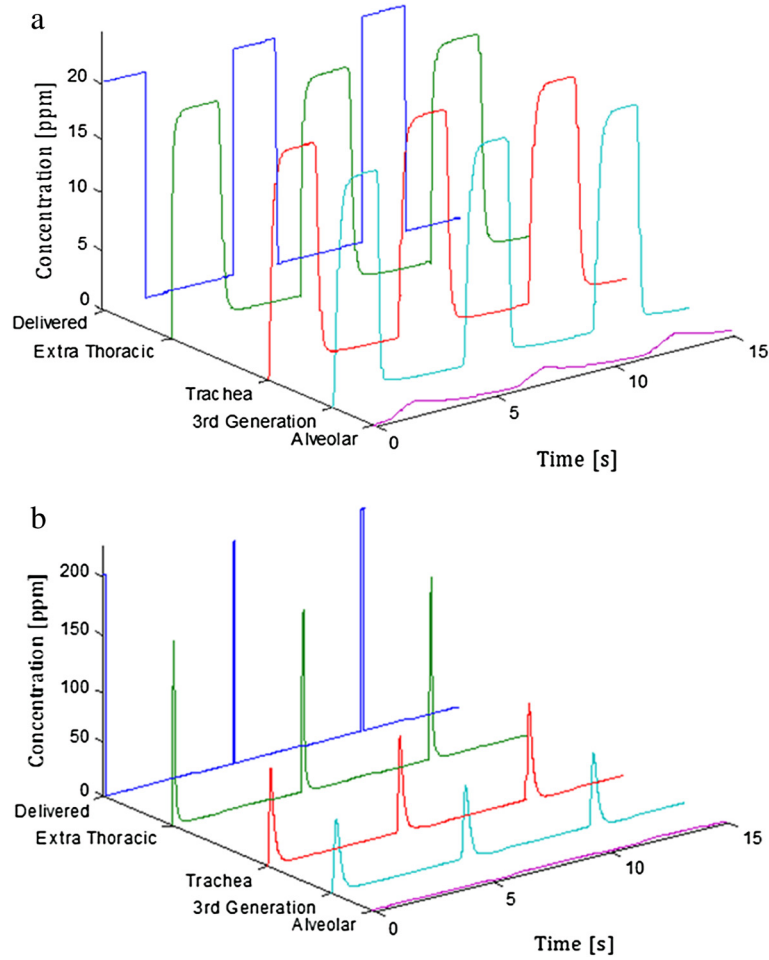 a
Concentration [ppm]
20
15
10
5
0
Delivered
Extra Thoracic
Trachea
3rd Generation
Alveolar
0
5
10
15
Time [s]
b
Concentration [ppm]
200
150
100
50
0
Delivered
Extra Thoracic
Trachea
3rd Generation
Alveolar
0
5
10
15
Time [s]